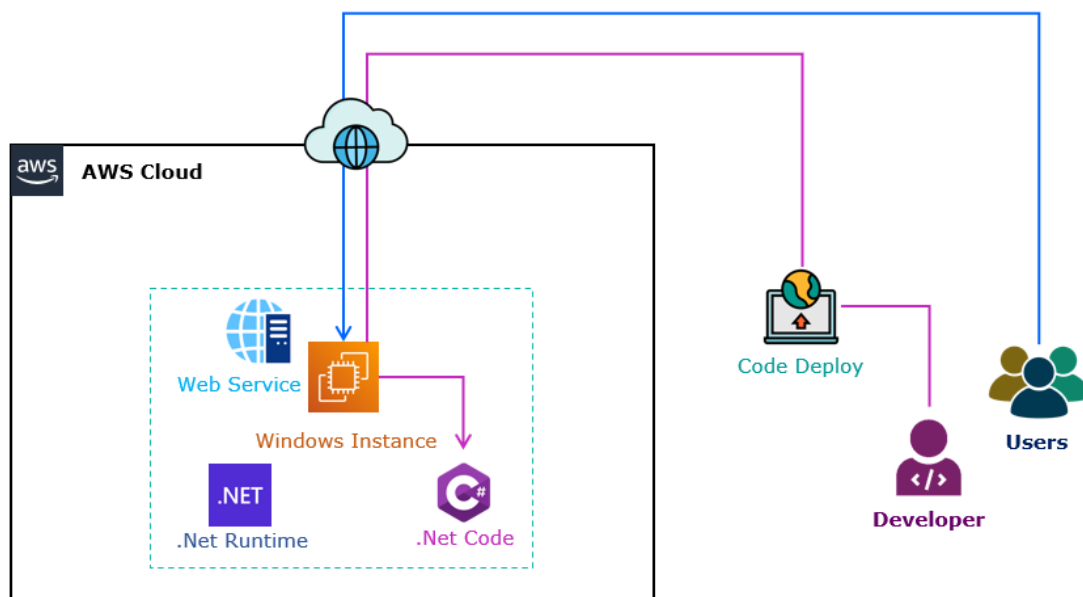 aws
AWS Cloud
Web Service
Windows Instance
.NET
.Net Runtime
C#
.Net Code
Code Deploy
</>
Developer
Users